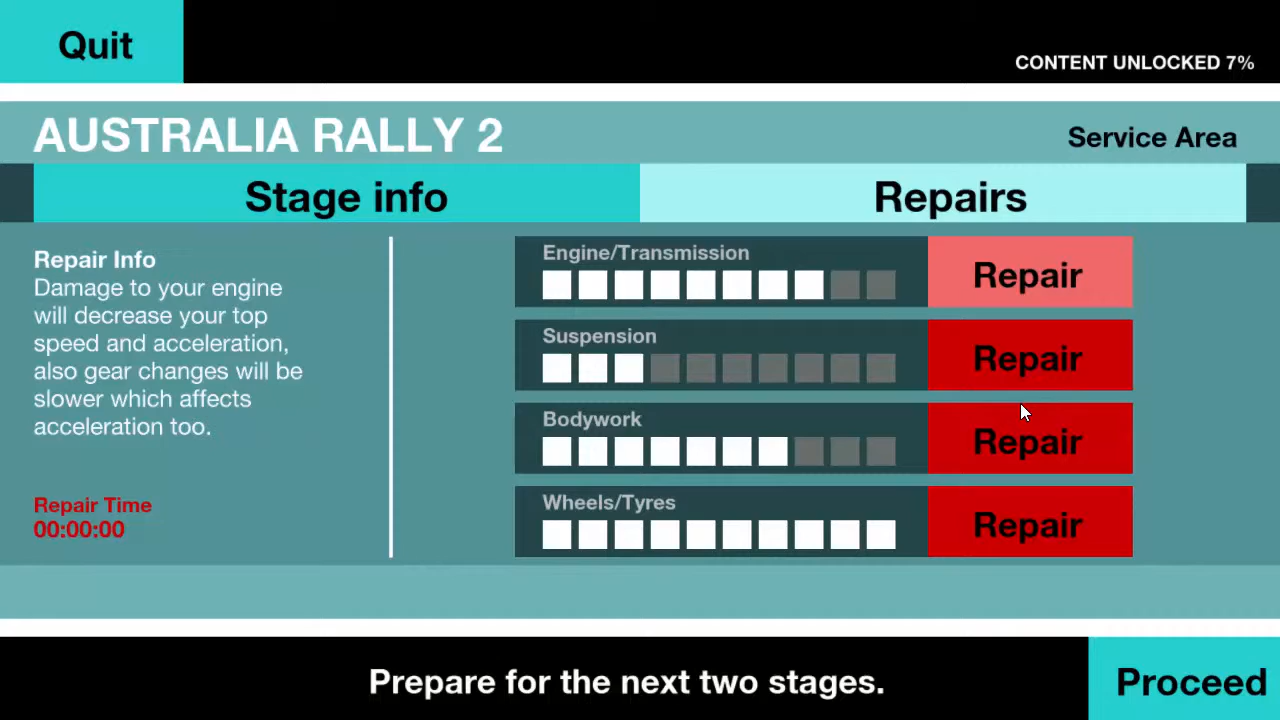 Quit
CONTENT UNLOCKED 7%
AUSTRALIA RALLY 2
Service Area
Stage info
Repairs
Repair Info
Damage to your engine
will decrease your top
speed and acceleration,
also gear changes will be
slower which affects
acceleration too.
Repair Time
00:00:00
Engine/Transmission
Repair
Suspension
Repair
Bodywork
Repair
Wheels/Tyres
Repair
Prepare for the next two stages.
Proceed